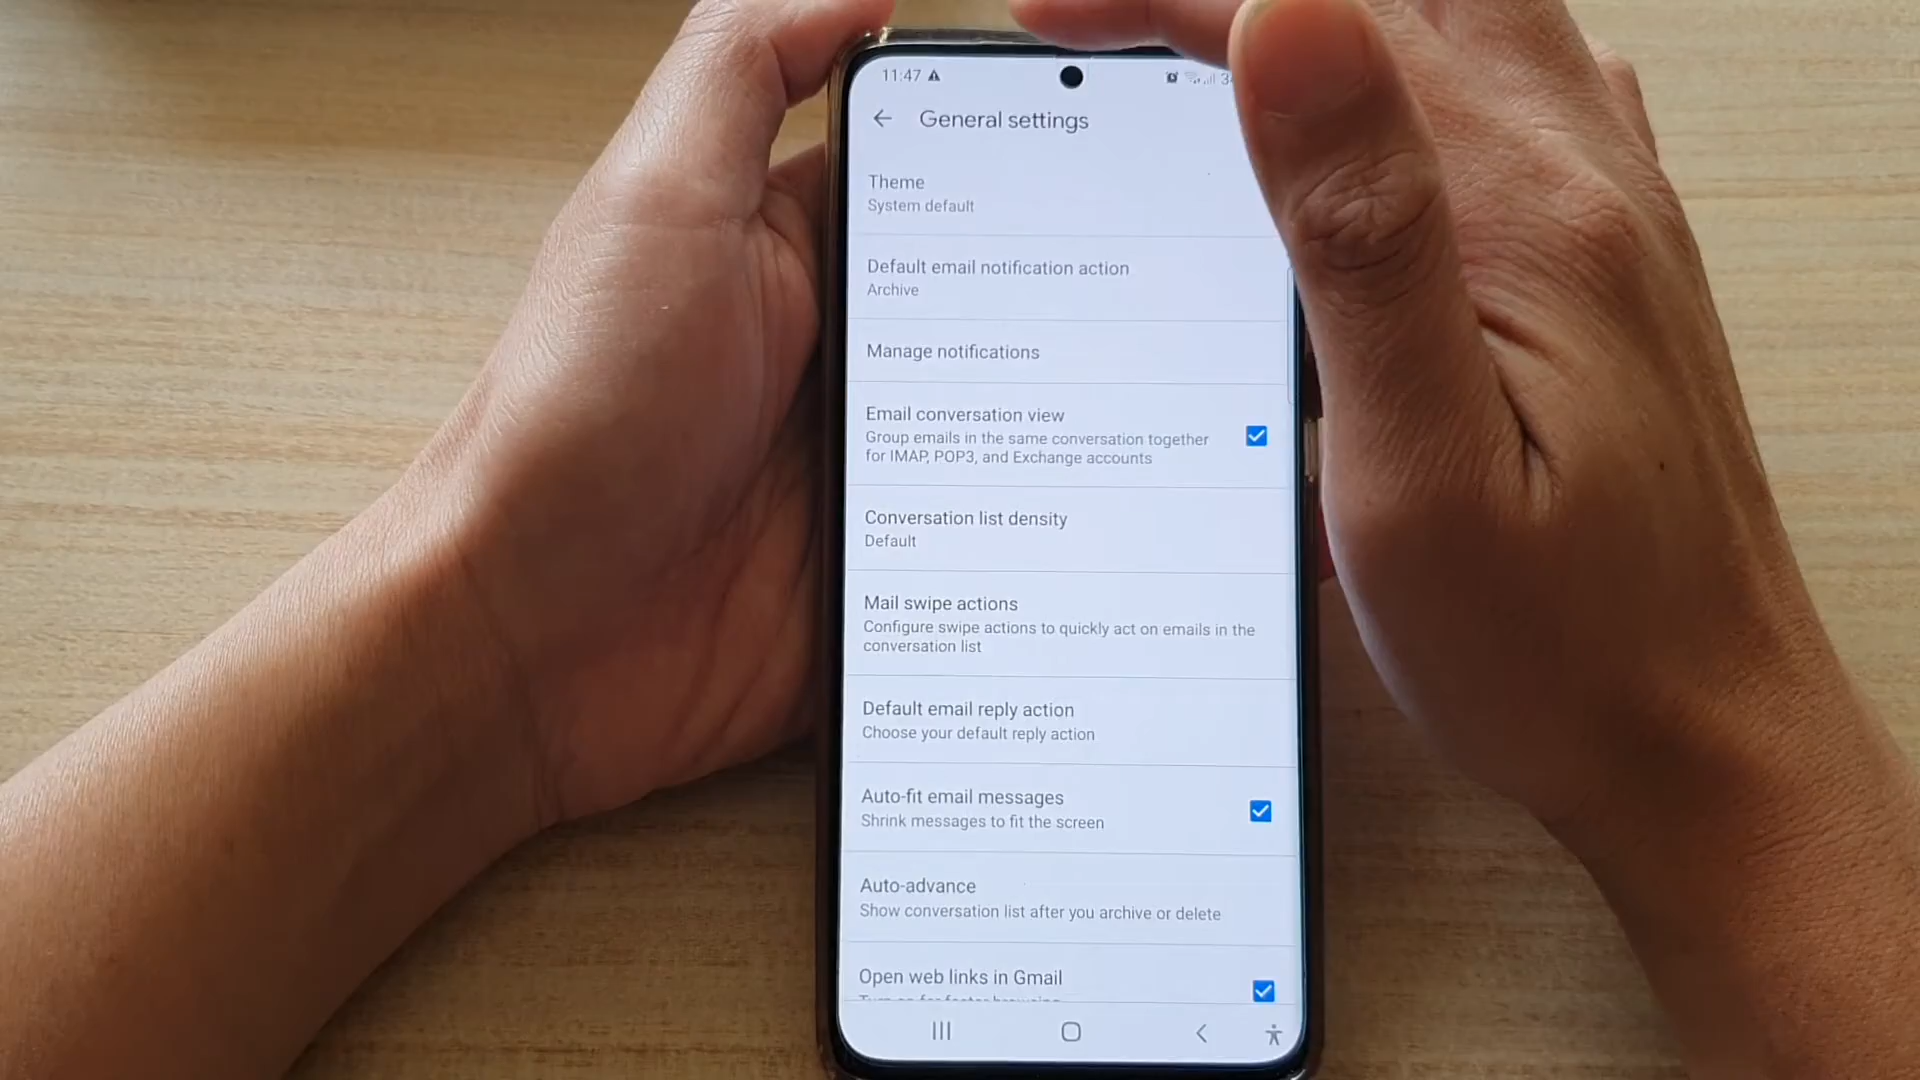 11:47
General settings
Theme
System default
Default email notification action
Archive
Manage notifications
Email conversation view
Group emails in the same conversation together
for IMAP, POP3, and Exchange accounts
Conversation list density
Default
Mail swipe actions
Configure swipe actions to quickly act on emails in the
conversation list
Default email reply action
Choose your default reply action
Auto-fit email messages
Shrink messages to fit the screen
Auto-advance
Show conversation list after you archive or delete
Open web links in Gmail